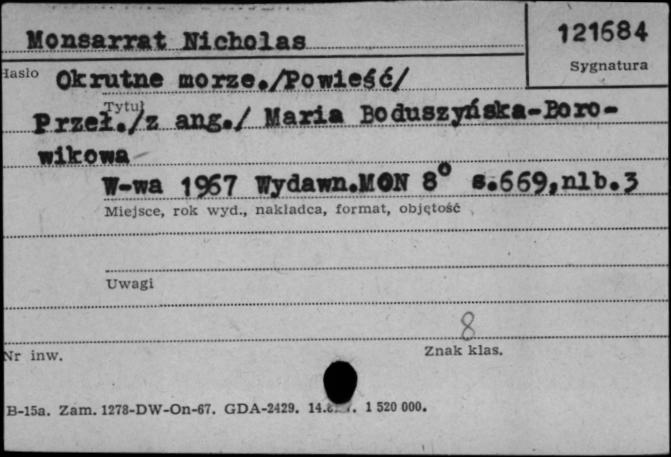 Monsarrat Nicholas
121684
Sygnatura
Hasło
Okrutne morze./Powieść/
Tytuł
Przeł./z ang./ Maria Boduszyńska-Boro-
wikowa
W-wa 1967 Wydawn.MON 8° s.669,nlb.3
Miejsce, rok wyd., nakładca, format, objętość
Uwagi
8
Nr inw.
Znak klas.
B-15a. Zam. 1278-DW-On-67. GDA-2429. 1 520 000.